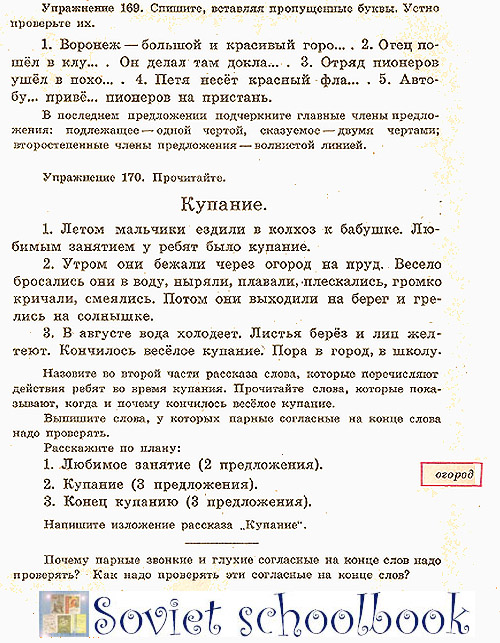 Упражнение 169. Спишите, вставляя пропущенные буквы. Устно
проверьте их.
1. Воронеж — большой и красивый горо... . 2. Отец по-
шёл в клу... . Он делал там докла... . 3. Отряд пионеров
ушёл в похо... . 4. Петя несёт красный фла... . 5. Авто-
бу... привё... пионеров на пристань.
В последнем предложении подчеркните главные члены предло-
жения: подлежащее — одной чертой, сказуемое — двумя чертами;
второстепенные члены предложения — волнистой линией.
Упражнение 170. Прочитайте.
Купание.
1. Летом мальчики ездили в колхоз к бабушке. Лю-
бимым занятием у ребят было купание.
2. Утром они бежали через огород на пруд. Весело
бросались они в воду, ныряли, плавали, плескались, громко
кричали, смеялись. Потом они выходили на берег и гре-
лись на солнышке.
3. В августе вода холодеет. Листья берёз и лип жел-
теют. Кончилось весёлое купание. Пора в город, в школу.
Назовите во второй части рассказа слова, которые перечисляют
действия ребят во время купания. Прочитайте слова, которые пока-
зывают, когда и почему кончилось весёлое купание.
Выпишите слова, у которых парные согласные на конце слова
надо проверять.
Расскажите по плану:
1. Любимое занятие (2 предложения).
2. Купание (3 предложения).
огород
3. Конец купанию (3 предложения).
Напишите изложение рассказа „Купание".
Почему парные звонкие и глухие согласные на конце слов надо
проверять? Как надо проверять эти согласные на конце слов?
Soviet schoolbook